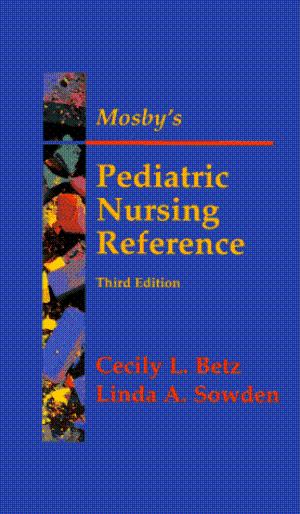 Mosby's
Pediatric
Nursing
Reference
Third Edition
Cecily L. Betz
Linda A. Sowden